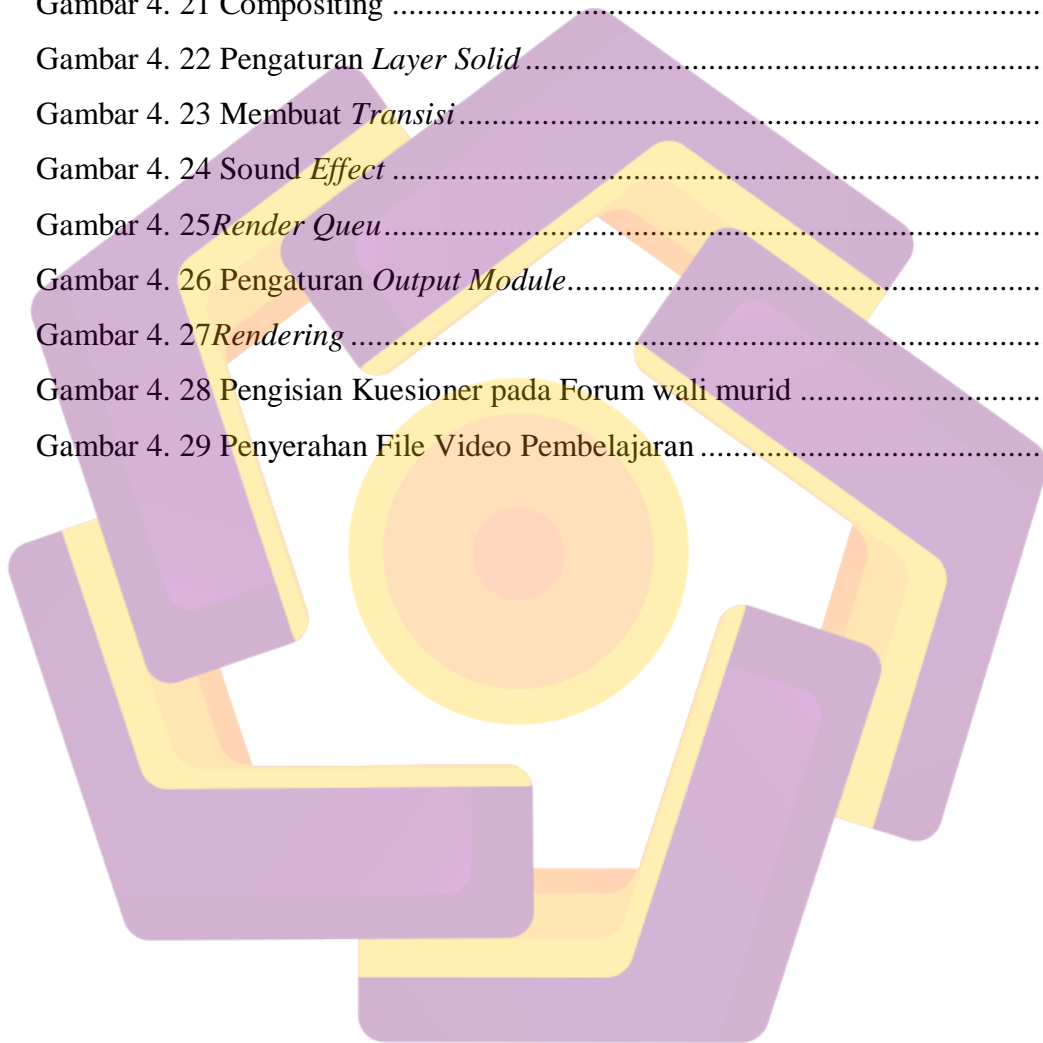 Gambar 4. 21 Compositing ........................................................................................
Gambar 4. 22 Pengaturan Layer Solid ......................................................................
Gambar 4. 23 Membuat Transisi ...............................................................................
Gambar 4. 24 Sound Effect ........................................................................................
Gambar 4. 25Render Queu .........................................................................................
Gambar 4. 26 Pengaturan Output Module ................................................................
Gambar 4. 27Rendering .............................................................................................
Gambar 4. 28 Pengisian Kuesioner pada Forum wali murid ................................
Gambar 4. 29 Penyerahan File Video Pembelajaran .............................................